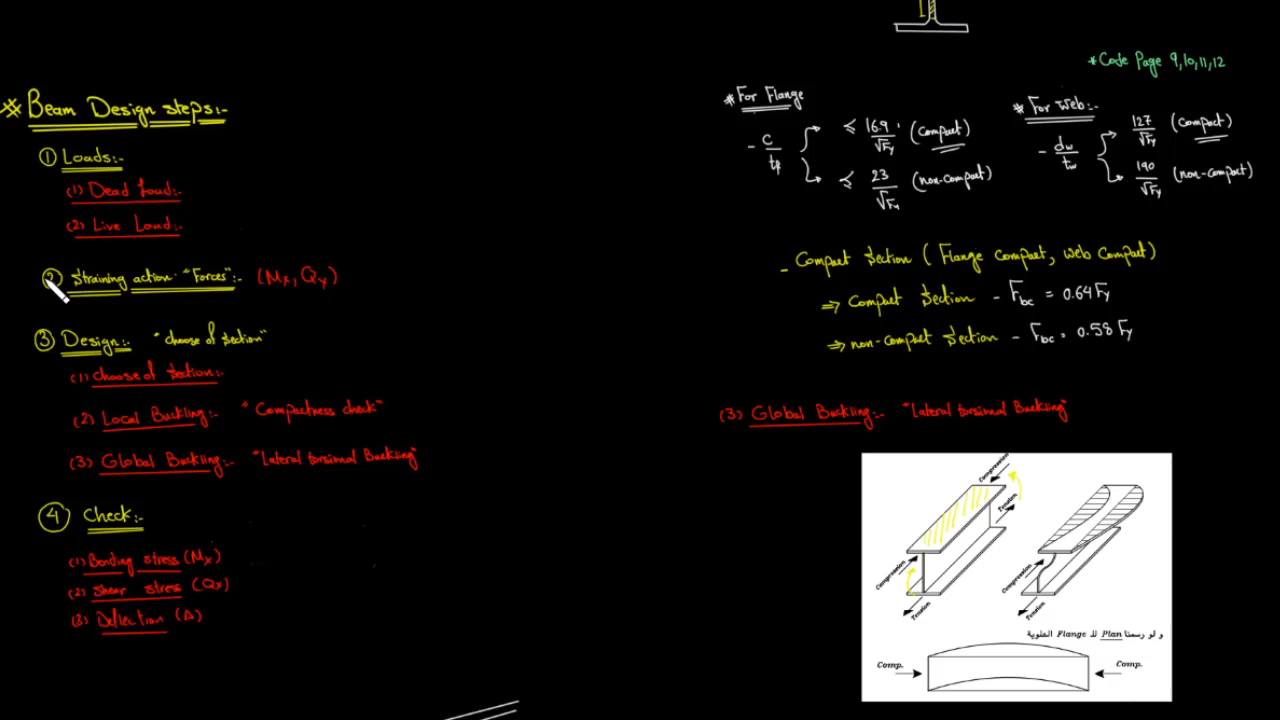 * Beam Design steps:-
① Loads:-
(1) Dead Load:-
(2) Live Load:-
② Straining action "Forces":- (Mx, Qy)
③ Design:- "choose of section"
(1) Choose of Section:-
(2) Local Buckling:- "Compactness check"
(3) Global Buckling:- "Lateral torsional Buckling"
④ Check:-
(1) Bending stress (Mx)
(2) Shear stress (Qx)
(3) Deflection (Δ)
* Code Page 9,10,11,12
* For Flange
- C/tf ≤ 16.9/√Fy (Compact)
≤ 23/√Fy (non-compact)
* For Web:-
- dw/tw 127/√Fy (Compact)
190/√Fy (non-compact)
- Compact Section (Flange compact, web compact)
⇒ Compact Section - Fbc = 0.64 Fy
⇒ non-compact Section - Fbc = 0.58 Fy
(3) Global Buckling:- "lateral torsional Buckling"
Compression
Tension
Compression
Tension
Compression
Tension
و لو رسمنا Plan للـ Flange العلوية
Comp.
Comp.